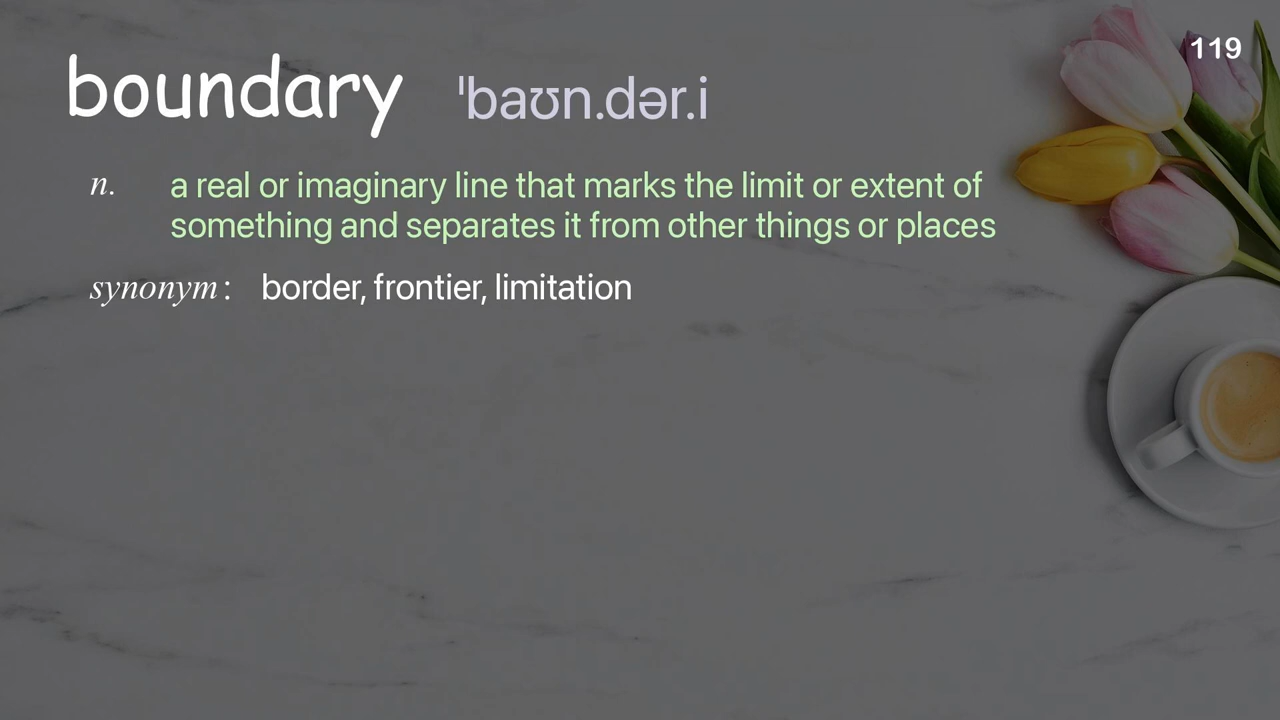 119
boundary ˈbaʊn.dər.i
n. a real or imaginary line that marks the limit or extent of
something and separates it from other things or places
synonym: border, frontier, limitation